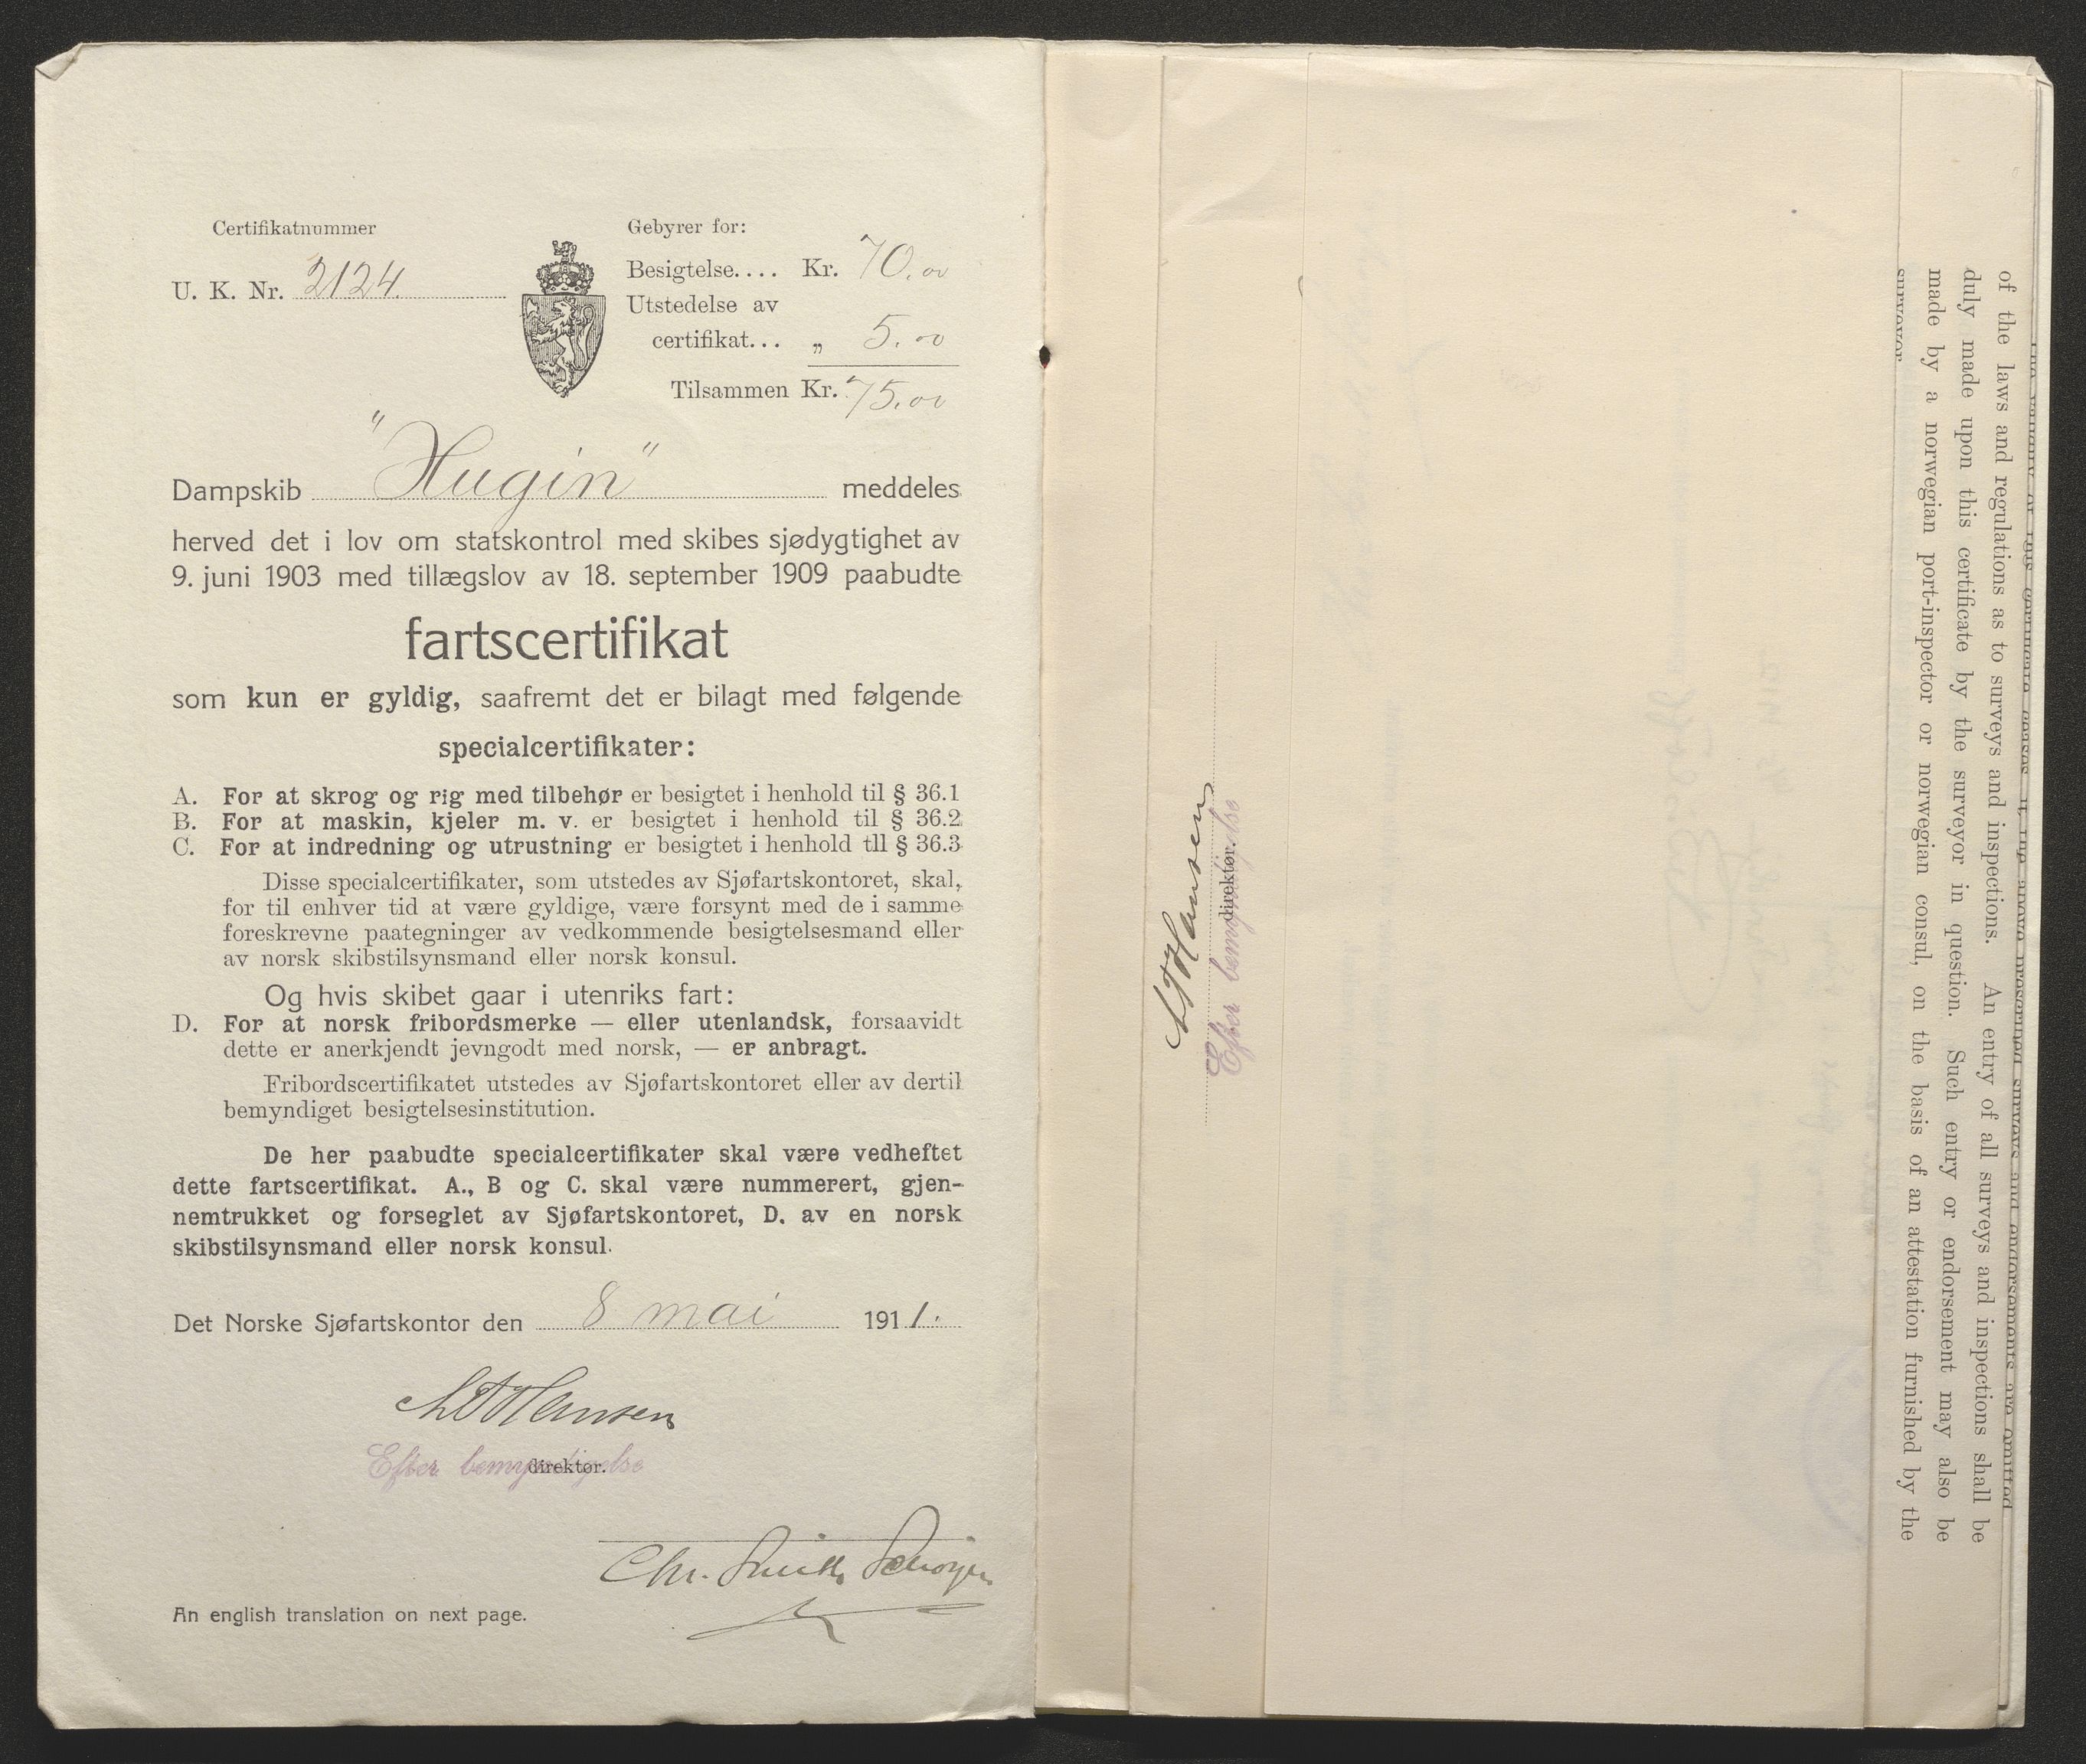 Certifikatnummer
U. K. Nr. 2124.
Gebyrer for:
Besigtelse.... Kr. 70.00
Utstedelse av
certifikat... „ 5.00
Tilsammen Kr. 75.00
Dampskib "Hugin" meddeles
herved det i lov om statskontrol med skibes sjødygtighet av
9. juni 1903 med tillægslov av 18. september 1909 paabudte
fartscertifikat
som kun er gyldig, saafremt det er bilagt med følgende
specialcertifikater:
A. For at skrog og rig med tilbehør er besigtet i henhold til § 36.1
B. For at maskin, kjeler m. v. er besigtet i henhold til § 36.2
C. For at indredning og utrustning er besigtet i henhold tll § 36.3
Disse specialcertifikater, som utstedes av Sjøfartskontoret, skal,
for til enhver tid at være gyldige, være forsynt med de i samme
foreskrevne paategninger av vedkommende besigtelsesmand eller
av norsk skibstilsynsmand eller norsk konsul.
Og hvis skibet gaar i utenriks fart:
D. For at norsk fribordsmerke — eller utenlandsk, forsaavidt
dette er anerkjendt jevngodt med norsk, — er anbragt.
Fribordscertifikatet utstedes av Sjøfartskontoret eller av dertil
bemyndiget besigtelsesinstitution.
De her paabudte specialcertifikater skal være vedheftet
dette fartscertifikat. A., B og C. skal være nummerert, gjen-
nemtrukket og forseglet av Sjøfartskontoret, D. av en norsk
skibstilsynsmand eller norsk konsul.
Det Norske Sjøfartskontor den 8 mai 1911.
Hansen
Efter bemyndigelse
direktør.
Chr.
An english translation on next page.
Hansen
direktør.
Efter bemyndigelse
of the laws and regulations as to surveys and inspections. An entry of all surveys and inspections shall be
duly made upon this certificate by the surveyor in question. Such entry or endorsement may also be
made by a norwegian port-inspector or norwegian consul, on the basis of an attestation furnished by the
surveyor.